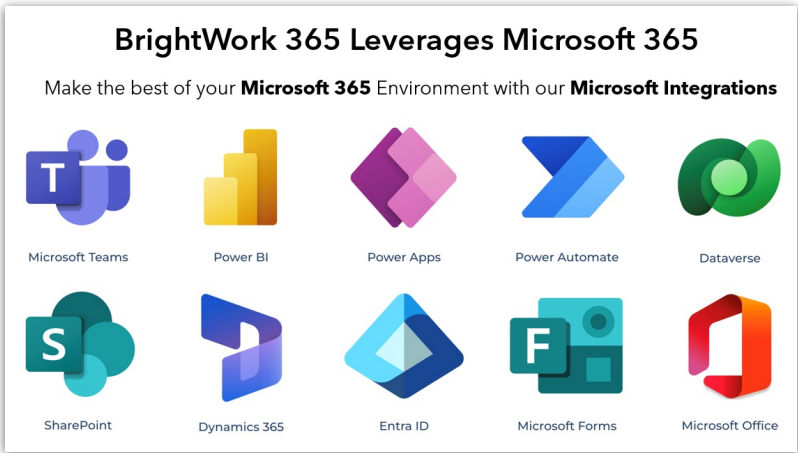 BrightWork 365 Leverages Microsoft 365
Make the best of your Microsoft 365 Environment with our Microsoft Integrations
T
Microsoft Teams
Power BI
Power Apps
Power Automate
Dataverse
S
F
SharePoint
Dynamics 365
Entra ID
Microsoft Forms
Microsoft Office